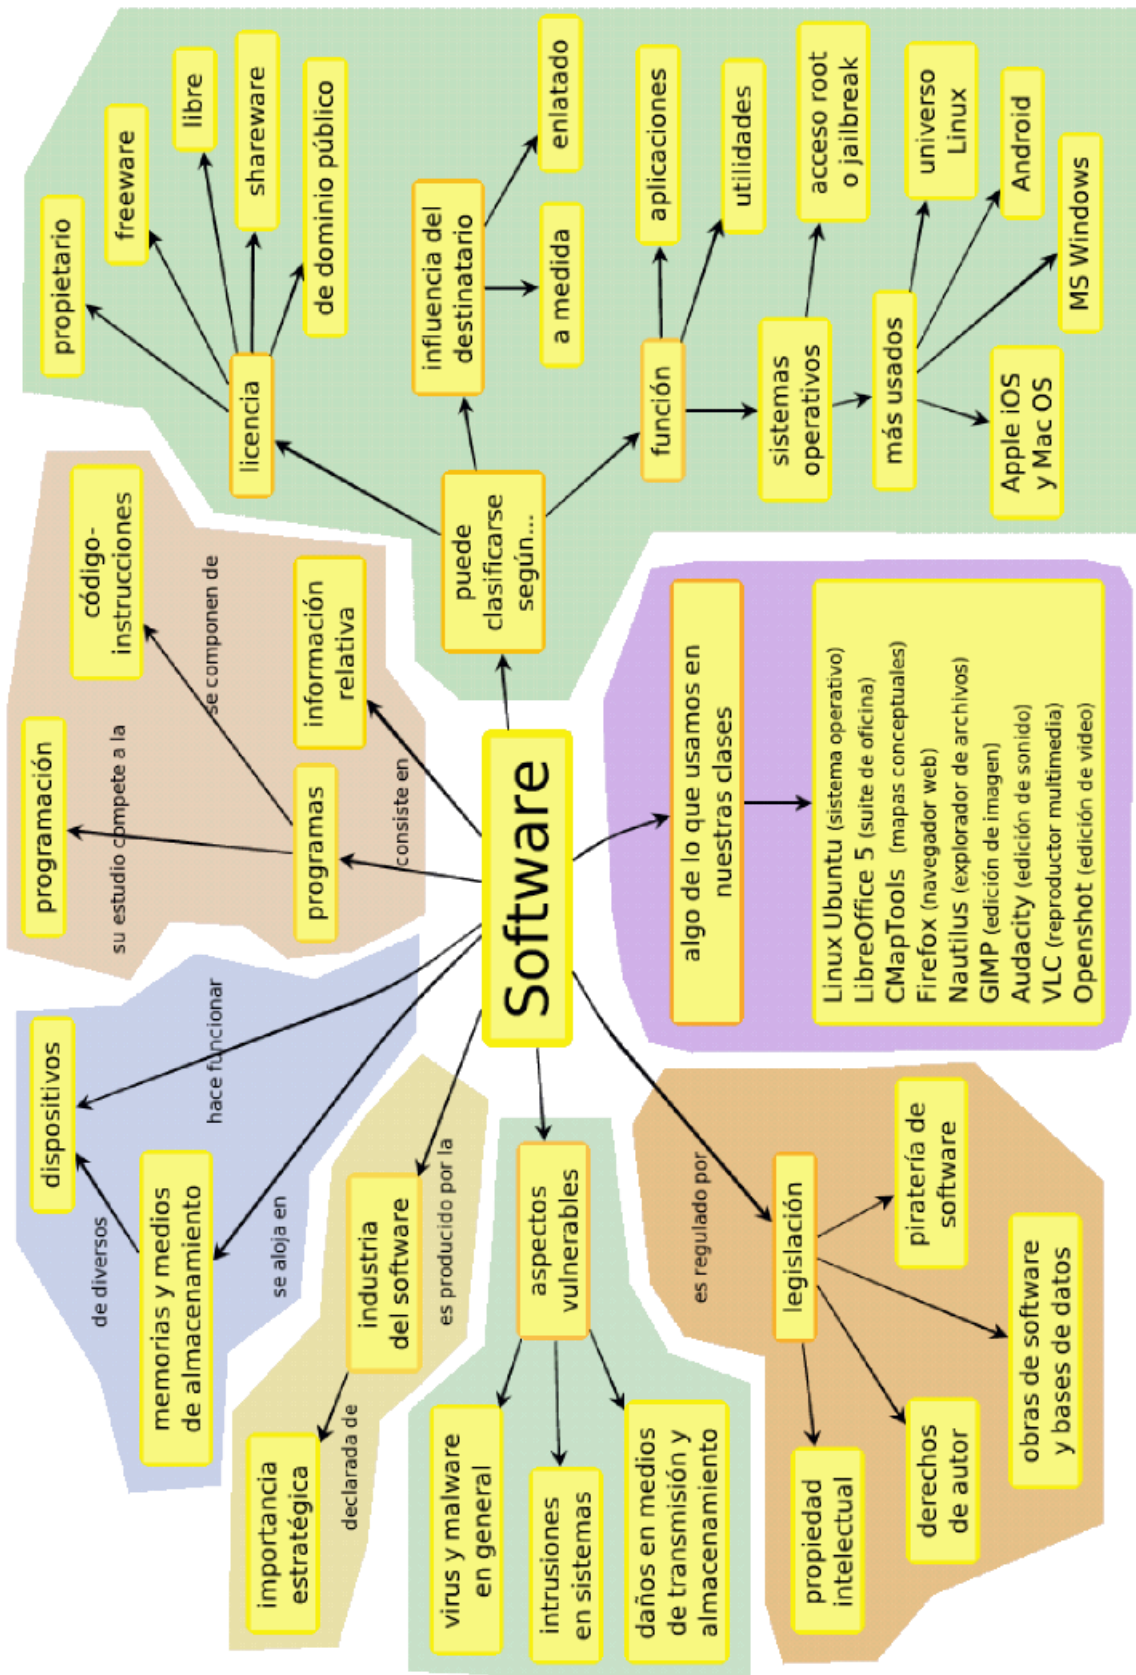 importancia
estratégica
declarada de
industria
del software
es producido por la
memorias y medios
de almacenamiento
de diversos
dispositivos
se aloja en
hace funcionar
programación
su estudio compete a la
código-
instrucciones
se componen de
programas
información
relativa
consiste en
Software
propietario
freeware
libre
shareware
de dominio público
licencia
puede
clasificarse
según...
influencia del
destinatario
enlatado
a medida
función
aplicaciones
utilidades
sistemas
operativos
acceso root
o jailbreak
más usados
universo
Linux
Android
MS Windows
Apple iOS
y Mac OS
algo de lo que usamos en
nuestras clases
Linux Ubuntu (sistema operativo)
LibreOffice 5 (suite de oficina)
CMapTools (mapas conceptuales)
Firefox (navegador web)
Nautilus (explorador de archivos)
GIMP (edición de imagen)
Audacity (edición de sonido)
VLC (reproductor multimedia)
Openshot (edición de video)
aspectos
vulnerables
virus y malware
en general
intrusiones
en sistemas
daños en medios
de transmisión y
almacenamiento
es regulado por
legislación
propiedad
intelectual
derechos
de autor
obras de software
y bases de datos
piratería de
software